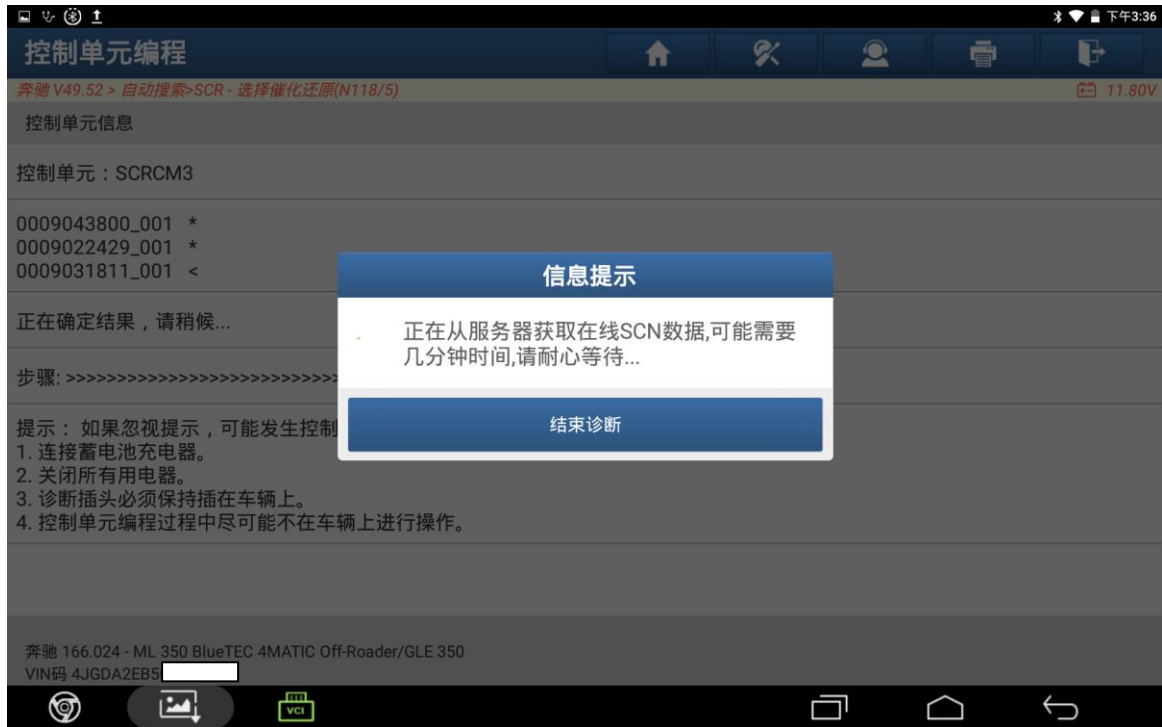 下午3:36
控制单元编程
奔驰 V49.52 > 自动搜索>SCR - 选择催化还原(N118/5)
11.80V
控制单元信息
控制单元：SCRCM3
0009043800_001 *
0009022429_001 *
0009031811_001 <
信息提示
正在从服务器获取在线SCN数据,可能需要
几分钟时间,请耐心等待...
结束诊断
正在确定结果，请稍候...
步骤: >>>>>>>>>>>>>>>>>>>>>>>>>>>
提示： 如果忽视提示，可能发生控制
1. 连接蓄电池充电器。
2. 关闭所有用电器。
3. 诊断插头必须保持插在车辆上。
4. 控制单元编程过程中尽可能不在车辆上进行操作。
奔驰 166.024 - ML 350 BlueTEC 4MATIC Off-Roader/GLE 350
VIN码 4JGDA2EB5
VCI